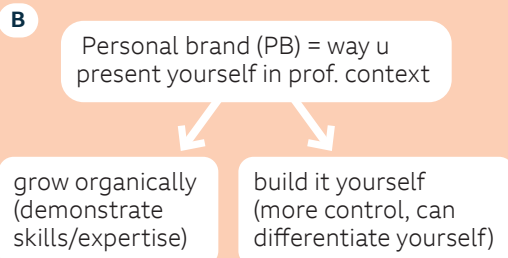 B
Personal brand (PB) = way u
present yourself in prof. context
grow organically
(demonstrate
skills/expertise)
build it yourself
(more control, can
differentiate yourself)